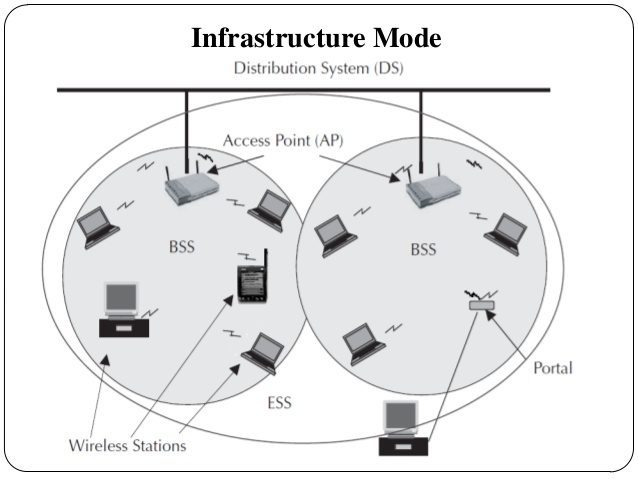 Infrastructure Mode
Distribution System (DS)
Access Point (AP)
BSS
BSS
Portal
ESS
Wireless Stations